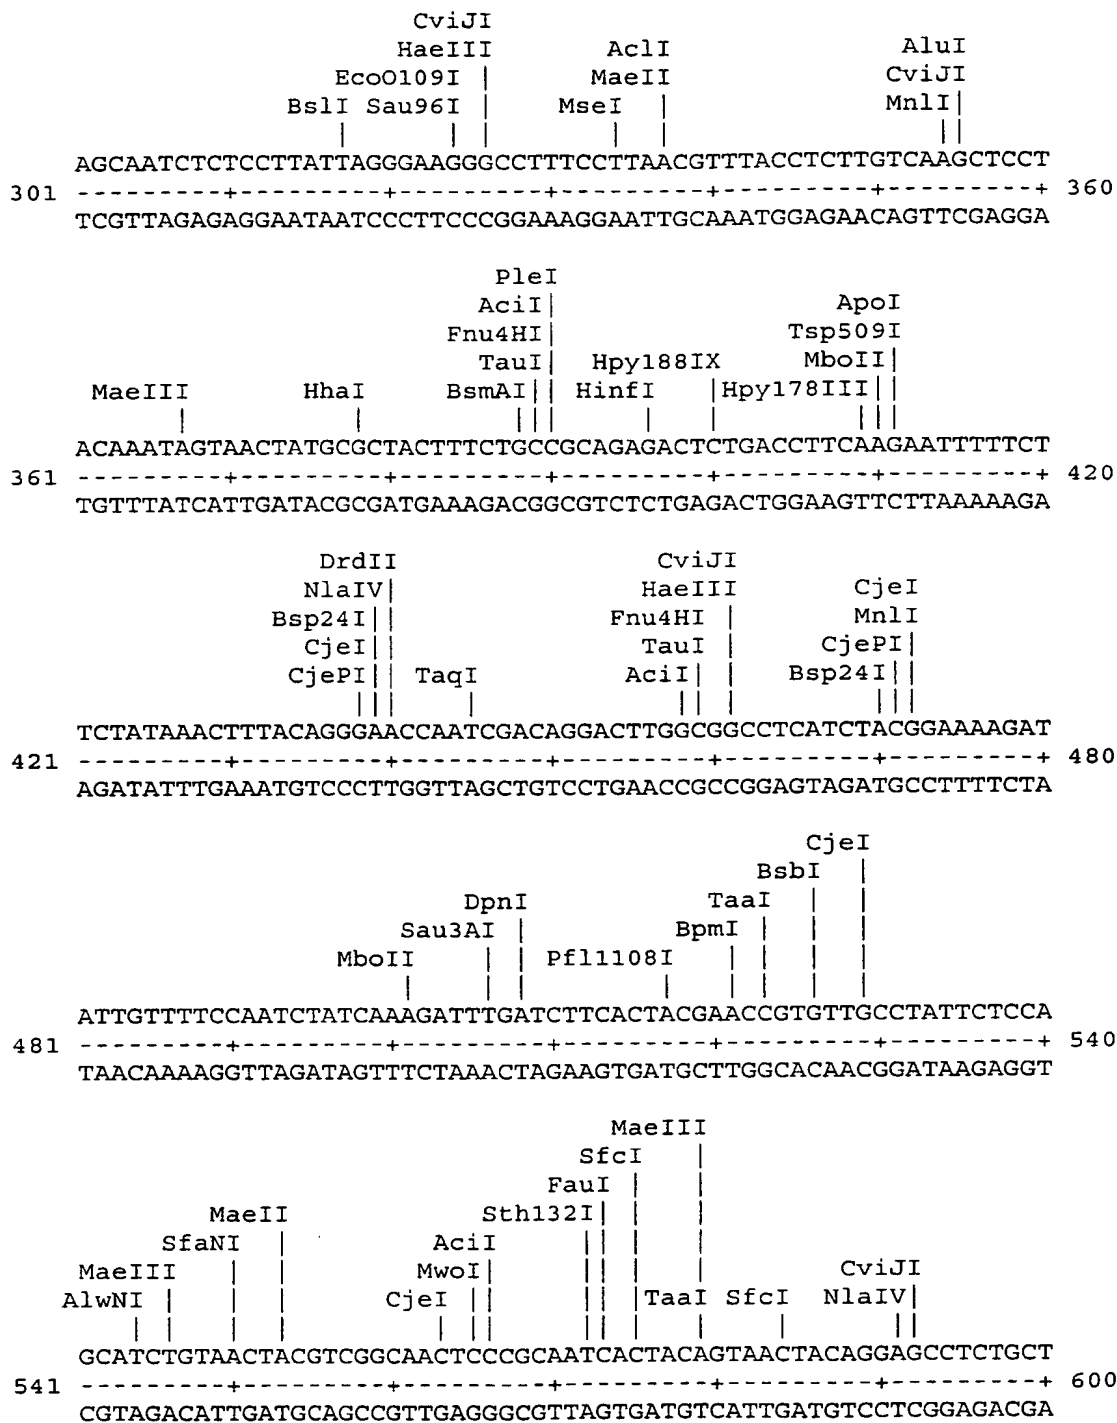 CviJI
HaeIII|
EcoO109I | AclI AluI
Sau96I | MaeII CviJI
BslI Sau96I | MseI | MnlI|
AGCAATCTCTCCTTATTAGGGAAGGGCCTTTCCTTAACGTTTACCTCTTGTCAAGCTCCT
301 ---------+---------+---------+---------+---------+---------+ 360
TCGTTAGAGAGGAATAATCCCTTCCCGGAAAGGAATTGCAAATGGAGAACAGTTCGAGGA
PleI
AciI| ApoI
Fnu4HI| Tsp509I
TauI| Hpy188IX MboII|
MaeIII HhaI BsmAI| HinfI | Hpy178III||
ACAAATAGTAACTATGCGCTACTTTCTGCCGCAGAGACTCTGACCTTCAAGAATTTTTCT
361 ---------+---------+---------+---------+---------+---------+ 420
TGTTTATCATTGATACGCGATGAAAGACGGCGTCTCTGAGACTGGAAGTTCTTAAAAAGA
DrdII CviJI
NlaIV| HaeIII CjeI
Bsp24I|| Fnu4HI | MnlI
CjeI|| TauI | CjePI|
CjePI|| TaqI AciI| | Bsp24I||
TCTATAAACTTTACAGGGAACCAATCGACAGGACTTGGCGGCCTCATCTACGGAAAAGAT
421 ---------+---------+---------+---------+---------+---------+ 480
AGATATTTGAAATGTCCCTTGGTTAGCTGTCCTGAACCGCCGGAGTAGATGCCTTTTCTA
CjeI
BsbI |
DpnI TaaI | |
Sau3AI | BpmI | | |
MboII | | Pfl1108I | | | |
ATTGTTTTCCAATCTATCAAAGATTTGATCTTCACTACGAACCGTGTTGCCTATTCTCCA
481 ---------+---------+---------+---------+---------+---------+ 540
TAACAAAAGGTTAGATAGTTTCTAAACTAGAAGTGATGCTTGGCACAACGGATAAGAGGT
MaeIII
SfcI |
FauI | |
MaeII Sth132I| | |
SfaNI | AciI || | |
MaeIII | | MwoI| || | | CviJI
AlwNI | | | CjeI || || |TaaI SfcI NlaIV|
GCATCTGTAACTACGTCGGCAACTCCCGCAATCACTACAGTAACTACAGGAGCCTCTGCT
541 ---------+---------+---------+---------+---------+---------+ 600
CGTAGACATTGATGCAGCCGTTGAGGGCGTTAGTGATGTCATTGATGTCCTCGGAGACGA